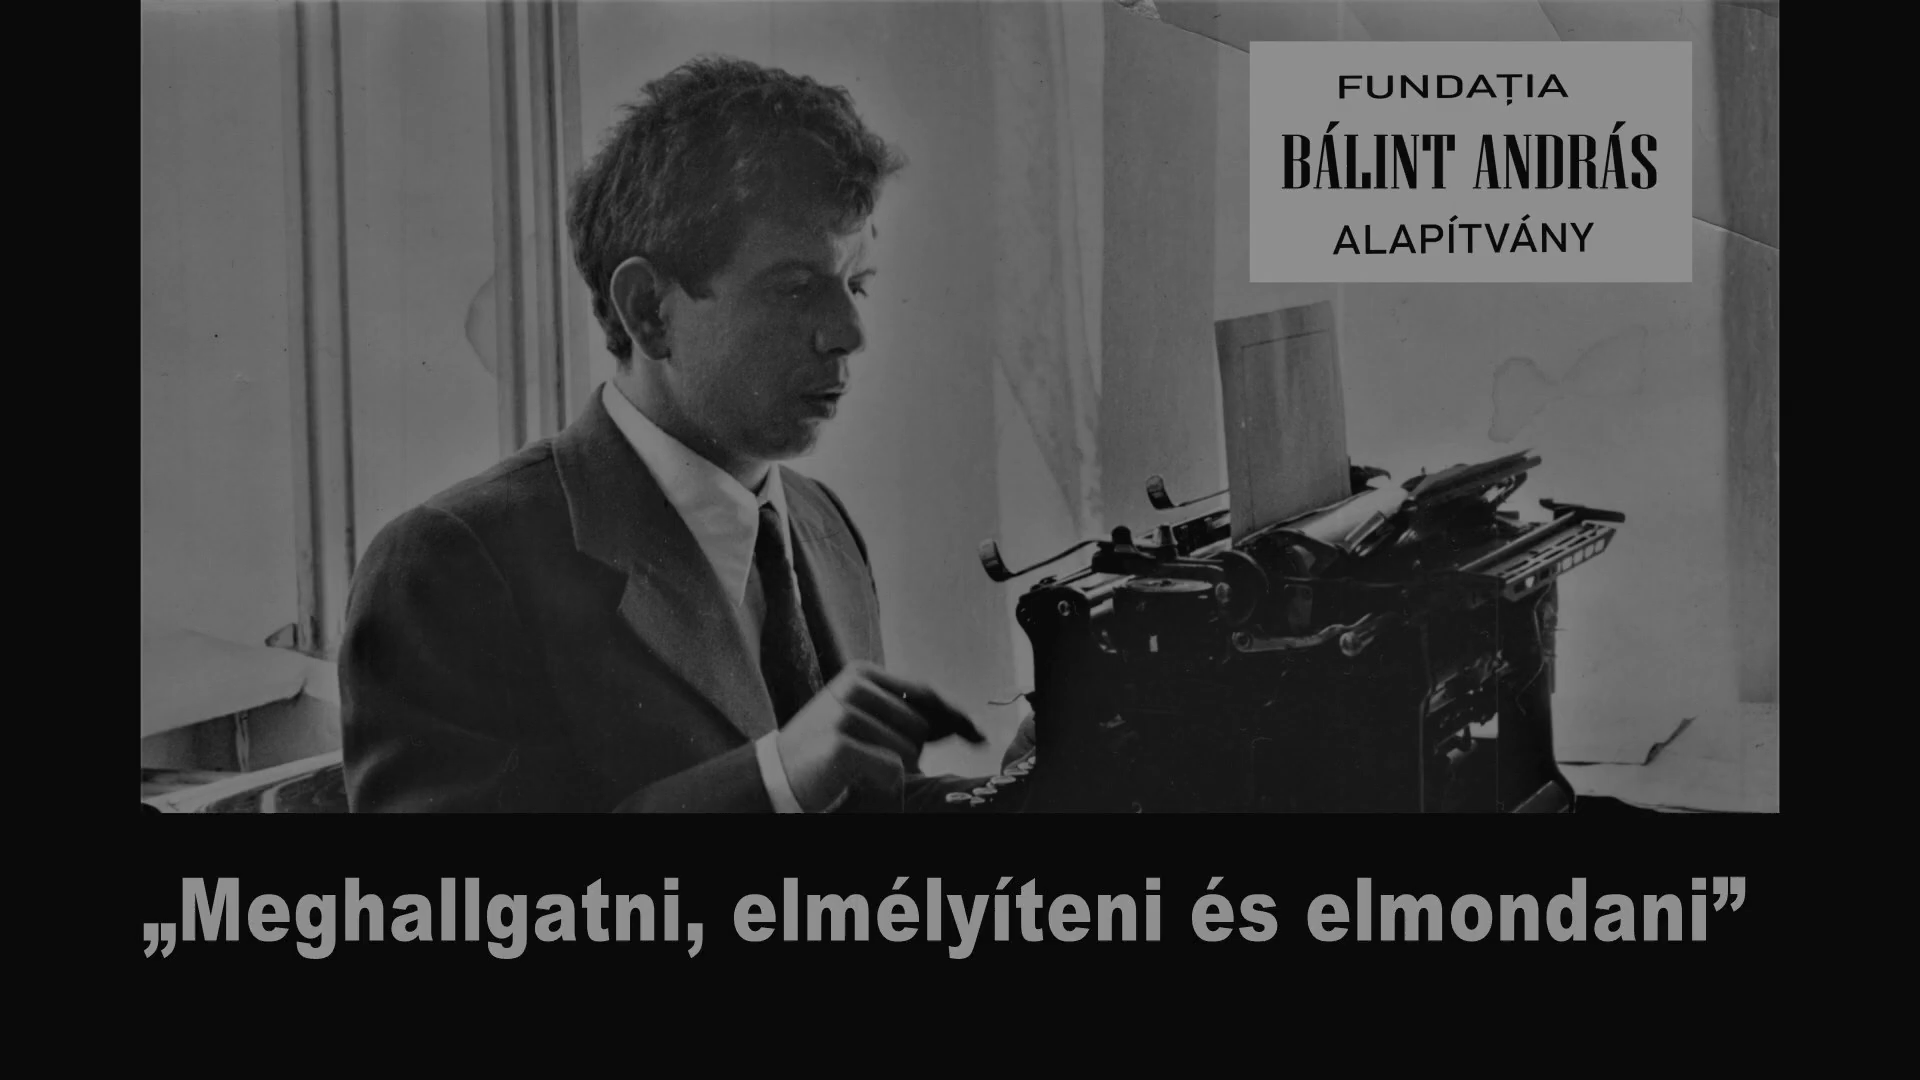 FUNDAȚIA
BÁLINT ANDRÁS
ALAPÍTVÁNY
„Meghallgatni, elmélyíteni és elmondani”